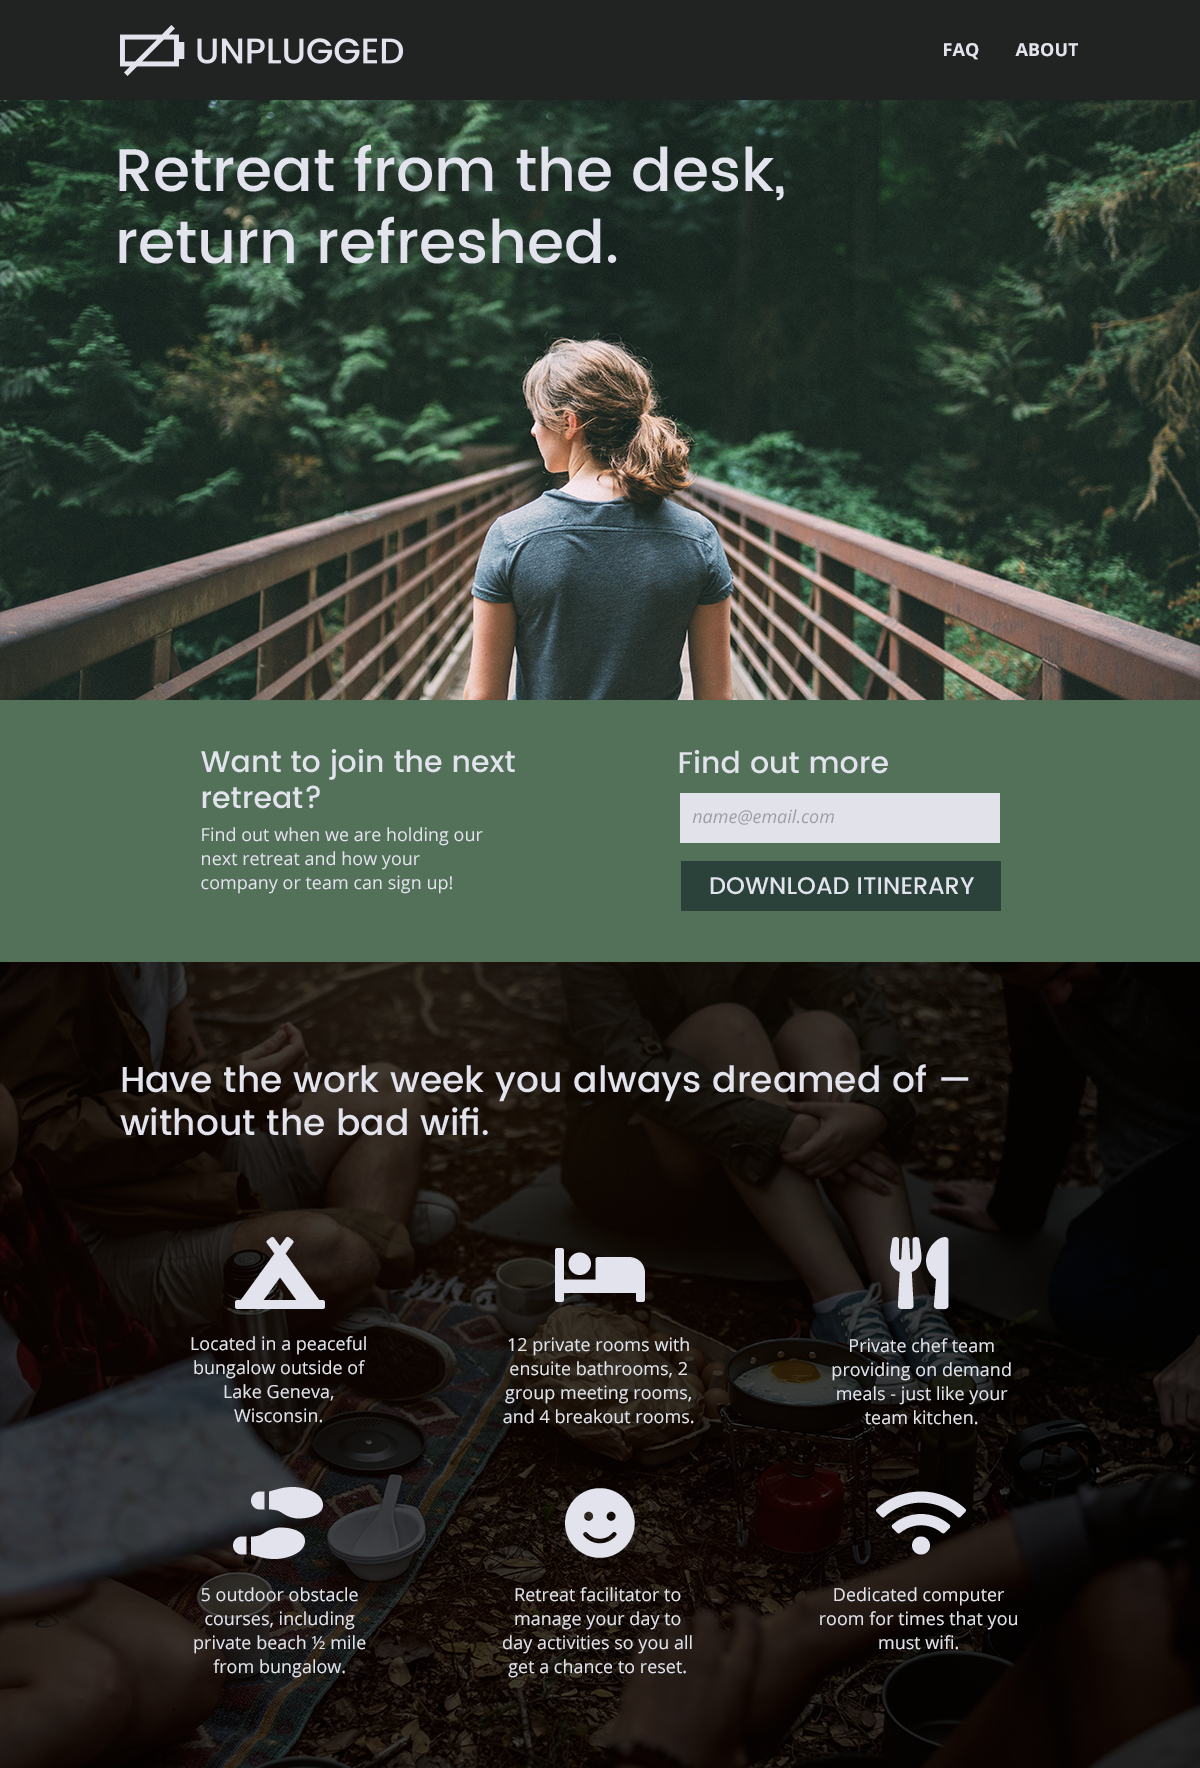 UNPLUGGED
FAQ ABOUT
Retreat from the desk,
return refreshed.
Want to join the next
retreat?
Find out when we are holding our
next retreat and how your
company or team can sign up!
Find out more
name@email.com
DOWNLOAD ITINERARY
Have the work week you always dreamed of —
without the bad wifi.
Located in a peaceful
bungalow outside of
Lake Geneva,
Wisconsin.
12 private rooms with
ensuite bathrooms, 2
group meeting rooms,
and 4 breakout rooms.
Private chef team
providing on demand
meals - just like your
team kitchen.
5 outdoor obstacle
courses, including
private beach ½ mile
from bungalow.
Retreat facilitator to
manage your day to
day activities so you all
get a chance to reset.
Dedicated computer
room for times that you
must wifi.